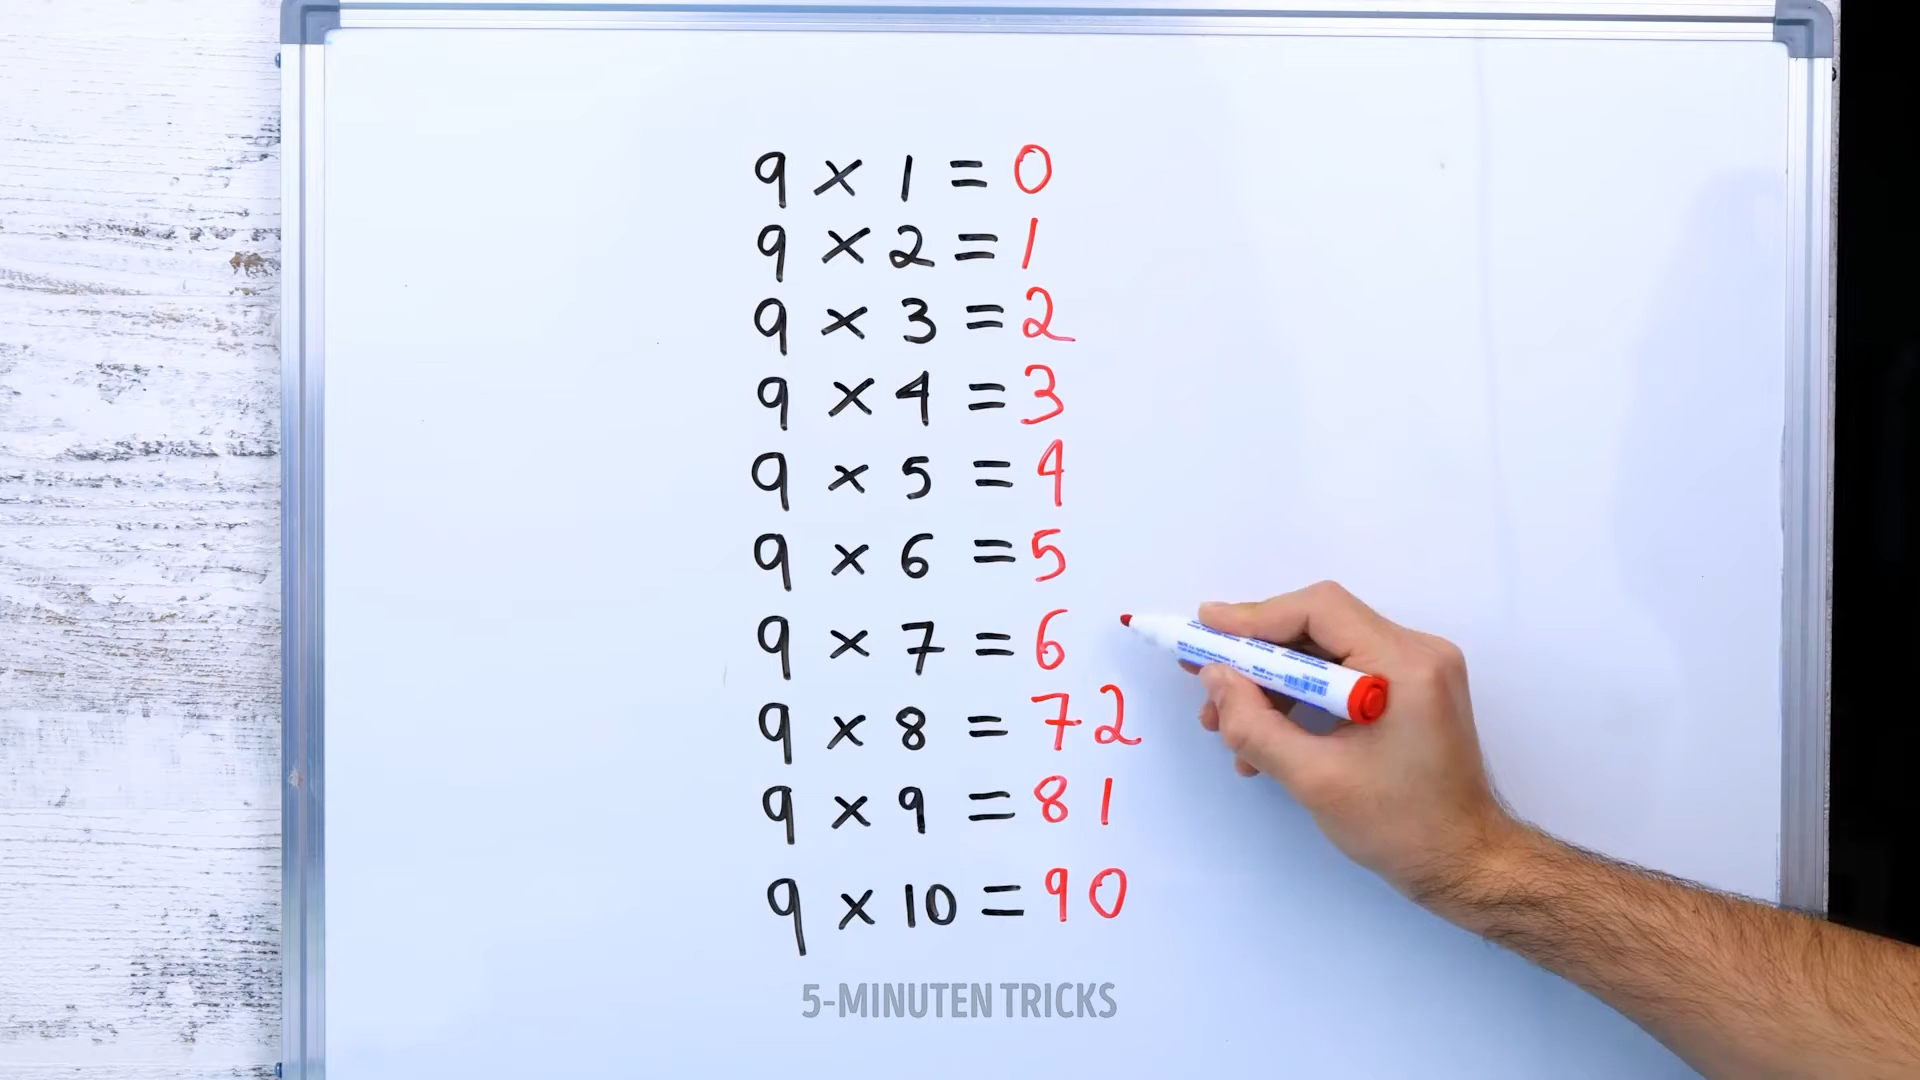 9 × 1 = 0
9 × 2 = 1
9 × 3 = 2
9 × 4 = 3
9 × 5 = 4
9 × 6 = 5
9 × 7 = 6
9 × 8 = 72
9 × 9 = 81
9 × 10 = 90
5-MINUTEN TRICKS